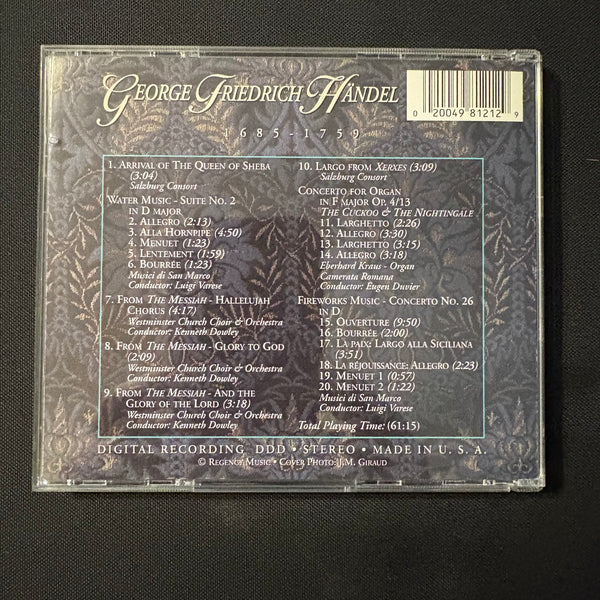 GEORGE FRIEDRICH HÄNDEL
0 20049 81212 9
1685-1759
1. ARRIVAL OF THE QUEEN OF SHEBA
(3:04)
Salzburg Consort
WATER MUSIC - SUITE NO. 2
IN D MAJOR
2. ALLEGRO (2:13)
3. ALLA HORNPIPE (4:50)
4. MENUET (1:23)
5. LENTEMENT (1:59)
6. BOURRÉE (1:23)
Musici di San Marco
Conductor: Luigi Varese
7. FROM THE MESSIAH - HALLELUJAH
CHORUS (4:17)
Westminster Church Choir & Orchestra
Conductor: Kenneth Dowley
8. FROM THE MESSIAH - GLORY TO GOD
(2:09)
Westminster Church Choir & Orchestra
Conductor: Kenneth Dowley
9. FROM THE MESSIAH - AND THE
GLORY OF THE LORD (3:18)
Westminster Church Choir & Orchestra
Conductor: Kenneth Dowley
10. LARGO FROM XERXES (3:09)
Salzburg Consort
CONCERTO FOR ORGAN
IN F MAJOR OP. 4/13
THE CUCKOO & THE NIGHTINGALE
11. LARGHETTO (2:26)
12. ALLEGRO (3:30)
13. LARGHETTO (3:15)
14. ALLEGRO (3:18)
Eberhard Kraus - Organ
Camerata Romana
Conductor: Eugen Duvier
FIREWORKS MUSIC - CONCERTO NO. 26
IN D
15. OUVERTURE (9:50)
16. BOURRÉE (2:00)
17. LA PAIX: LARGO ALLA SICILIANA
(3:51)
18. LA RÉJOUISSANCE: ALLEGRO (2:23)
19. MENUET 1 (0:57)
20. MENUET 2 (1:22)
Musici di San Marco
Conductor: Luigi Varese
Total Playing Time: (61:15)
DIGITAL RECORDING DDD • STEREO • MADE IN U. S. A.
© REGENCY MUSIC • COVER PHOTO: J.M. GIRAUD